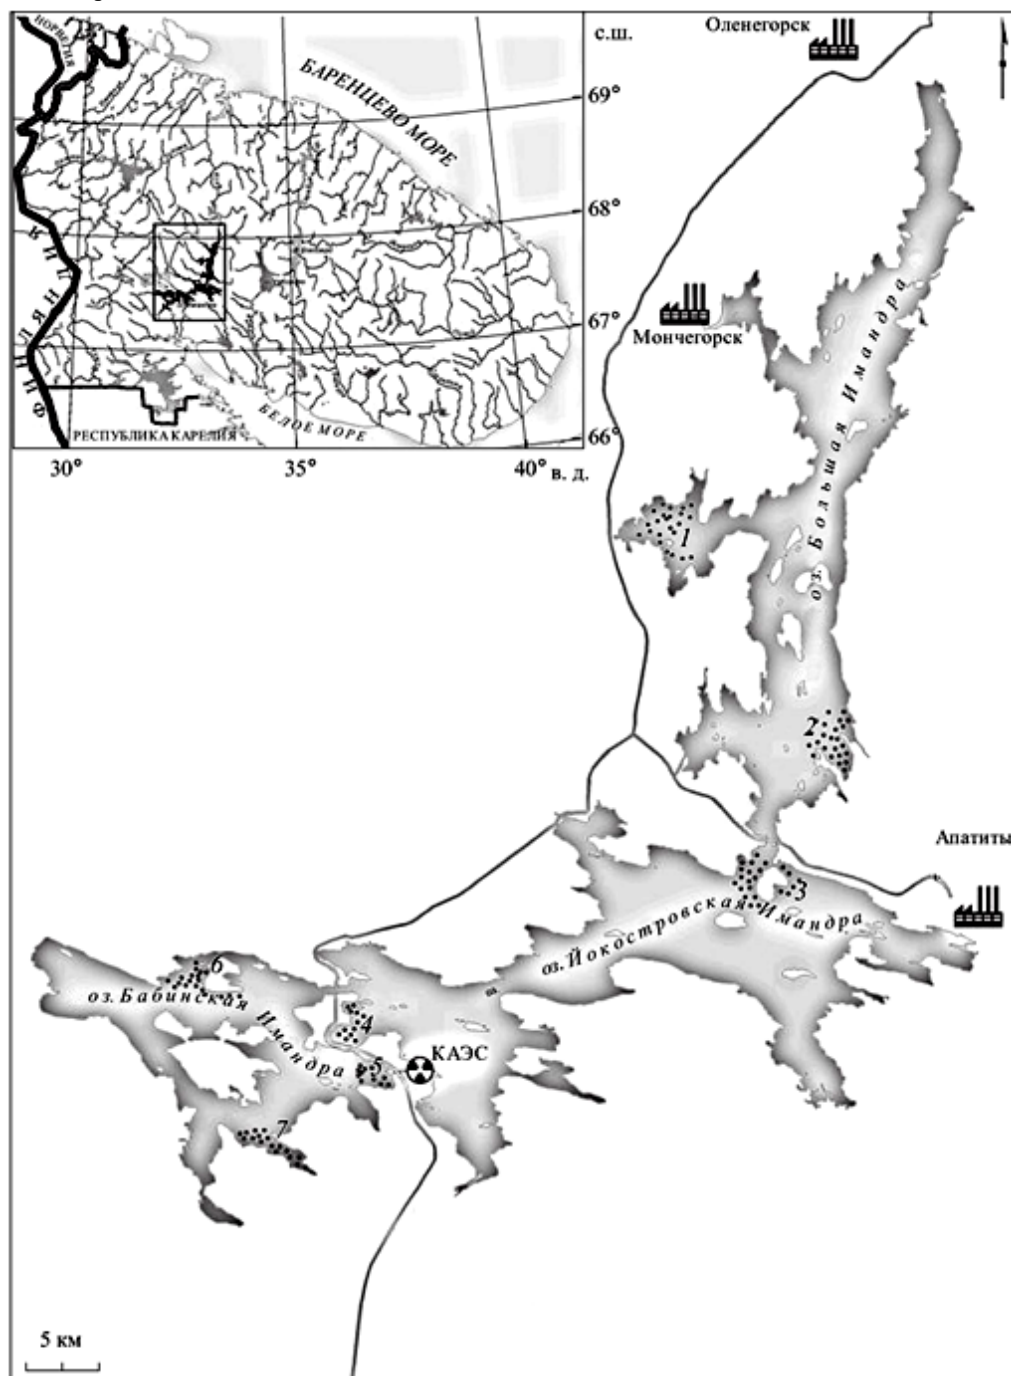 НОРВЕГИЯ
с.ш.
БАРЕНЦЕВО МОРЕ
69°
68°
67°
66°
ФИНЛЯНДИЯ
БЕЛОЕ МОРЕ
РЕСПУБЛИКА КАРЕЛИЯ
30°
35°
40°
в. д.
Оленегорск
Мончегорск
оз. Большая Имандра
1
2
Апатиты
3
оз. Йокостровская Имандра
6
оз. Бабинская Имандра
4
5
КАЭС
7
5 км